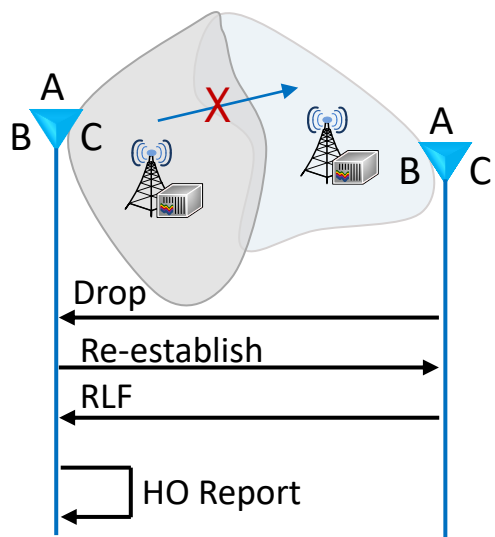 A
B C
X
A
B C
Drop
Re-establish
RLF
HO Report